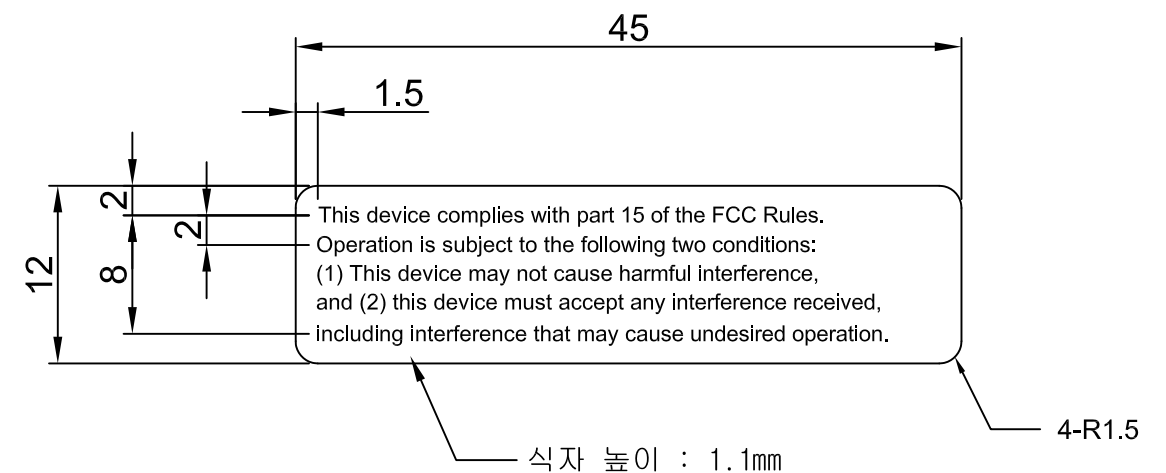 45
1.5
2
2
12
8
This device complies with part 15 of the FCC Rules.
Operation is subject to the following two conditions:
(1) This device may not cause harmful interference,
and (2) this device must accept any interference received,
including interference that may cause undesired operation.
4-R1.5
식자 높이 : 1.1mm